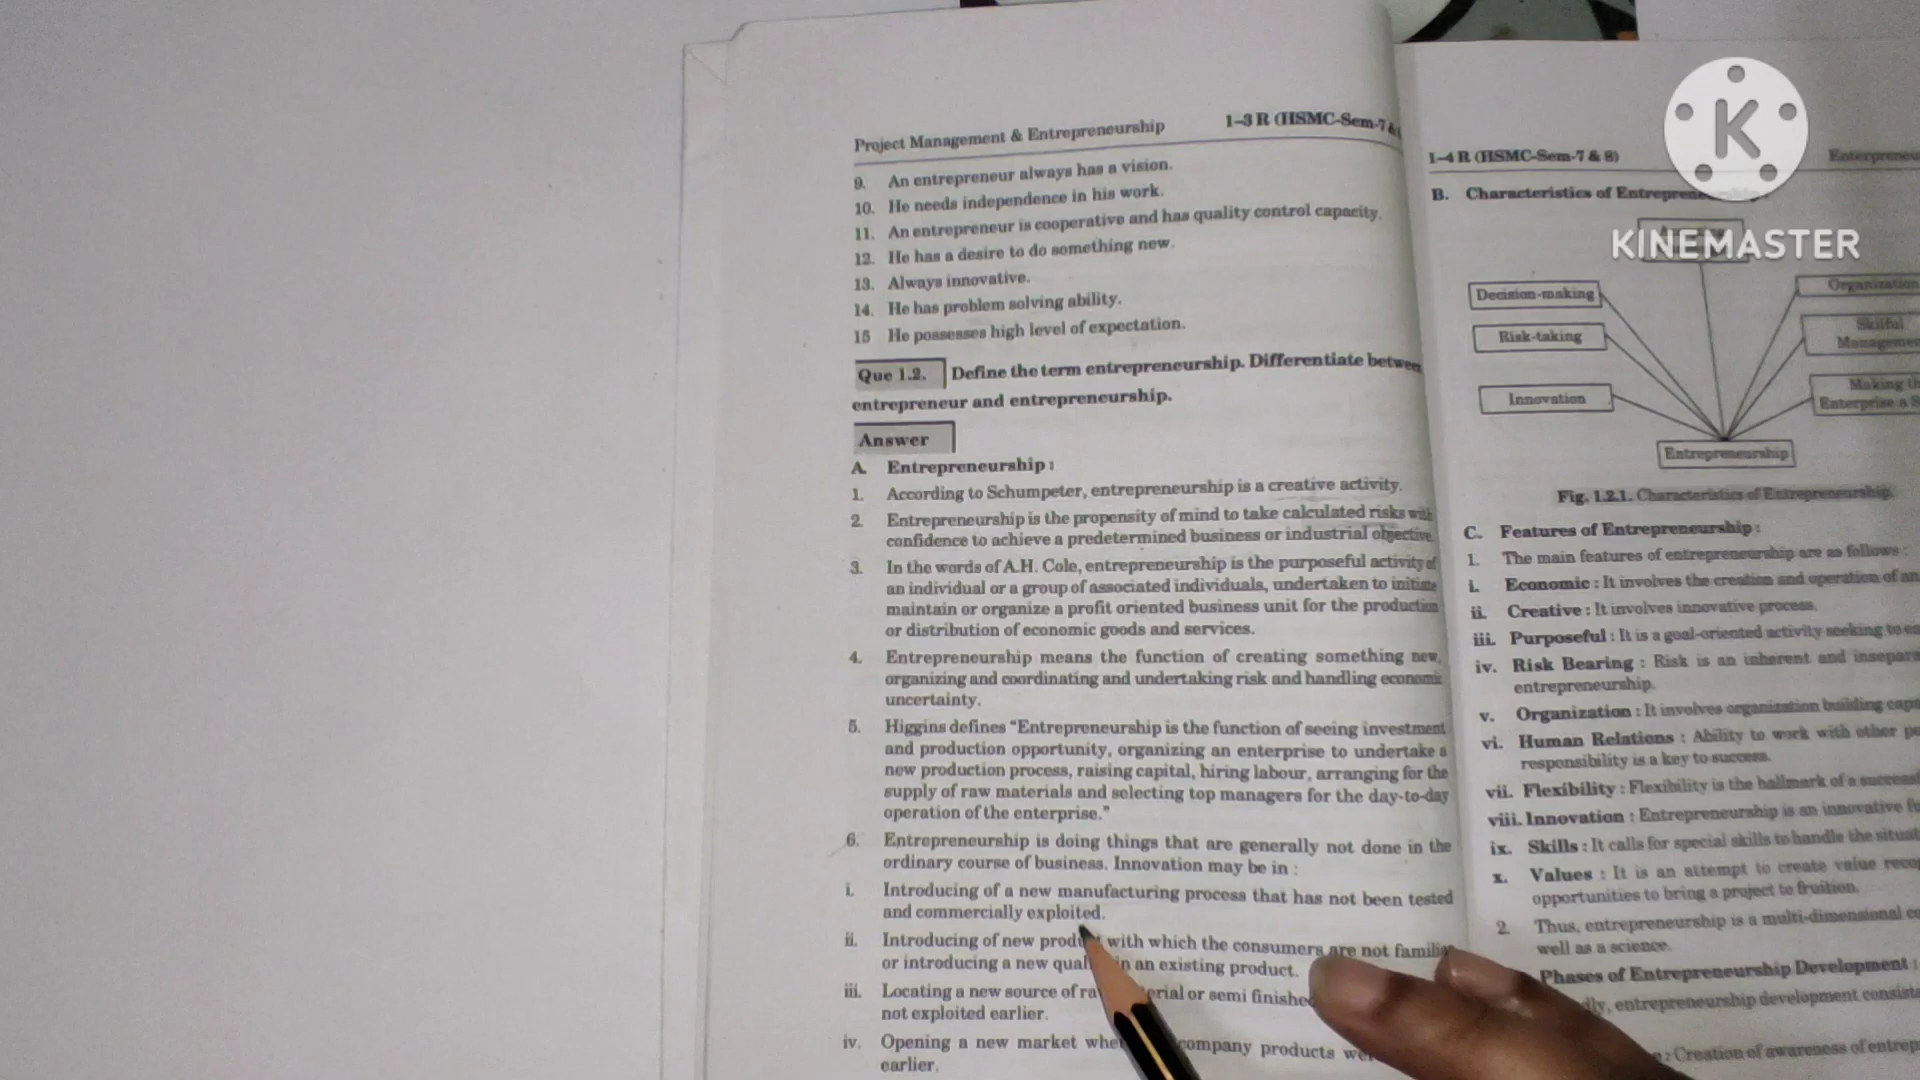 Project Management & Entrepreneurship 1–3 R (HSMC-Sem-7 &
9. An entrepreneur always has a vision.
10. He needs independence in his work.
11. An entrepreneur is cooperative and has quality control capacity.
12. He has a desire to do something new.
13. Always innovative.
14. He has problem solving ability.
15 He possesses high level of expectation.
Que 1.2. Define the term entrepreneurship. Differentiate between
entrepreneur and entrepreneurship.
Answer
A. Entrepreneurship :
1. According to Schumpeter, entrepreneurship is a creative activity.
2. Entrepreneurship is the propensity of mind to take calculated risks with
confidence to achieve a predetermined business or industrial objective
3. In the words of A.H. Cole, entrepreneurship is the purposeful activity of
an individual or a group of associated individuals, undertaken to initiate
maintain or organize a profit oriented business unit for the production
or distribution of economic goods and services.
4. Entrepreneurship means the function of creating something new,
organizing and coordinating and undertaking risk and handling economic
uncertainty.
5. Higgins defines “Entrepreneurship is the function of seeing investment
and production opportunity, organizing an enterprise to undertake a
new production process, raising capital, hiring labour, arranging for the
supply of raw materials and selecting top managers for the day-to-day
operation of the enterprise.”
6. Entrepreneurship is doing things that are generally not done in the
ordinary course of business. Innovation may be in :
i. Introducing of a new manufacturing process that has not been tested
and commercially exploited.
ii. Introducing of new product with which the consumers are not familiar
or introducing a new in an existing product.
iii. Locating a new source of or semi finished
not exploited earlier.
iv. Opening a new market company products
earlier.
1–4 R (HSMC-Sem-7 & 8)
B. Characteristics of
Decision-making
Risk-taking
Innovation
Organization
Skilful
Making
Enterprise a
Entrepreneurship
Fig. 1.2.1. Characteristics of Entrepreneurship.
C. Features of Entrepreneurship :
1. The main features of entrepreneurship are as follows :
i. Economic : It involves the creation and operation of an
ii. Creative : It involves innovative process.
iii. Purposeful : It is a goal-oriented activity seeking to
iv. Risk Bearing : Risk is an inherent and
entrepreneurship.
v. Organization : It involves organization building
vi. Human Relations : Ability to work with other
responsibility is a key to success.
vii. Flexibility : Flexibility is the hallmark of a
viii. Innovation : Entrepreneurship is an innovative
ix. Skills : It calls for special skills to handle the
x. Values : It is an attempt to create value
opportunities to bring a project to fruition.
2. Thus, entrepreneurship is a multi-dimensional
well as a science.
Phases of Entrepreneurship Development :
entrepreneurship development
: Creation of awareness of
K
KINEMASTER